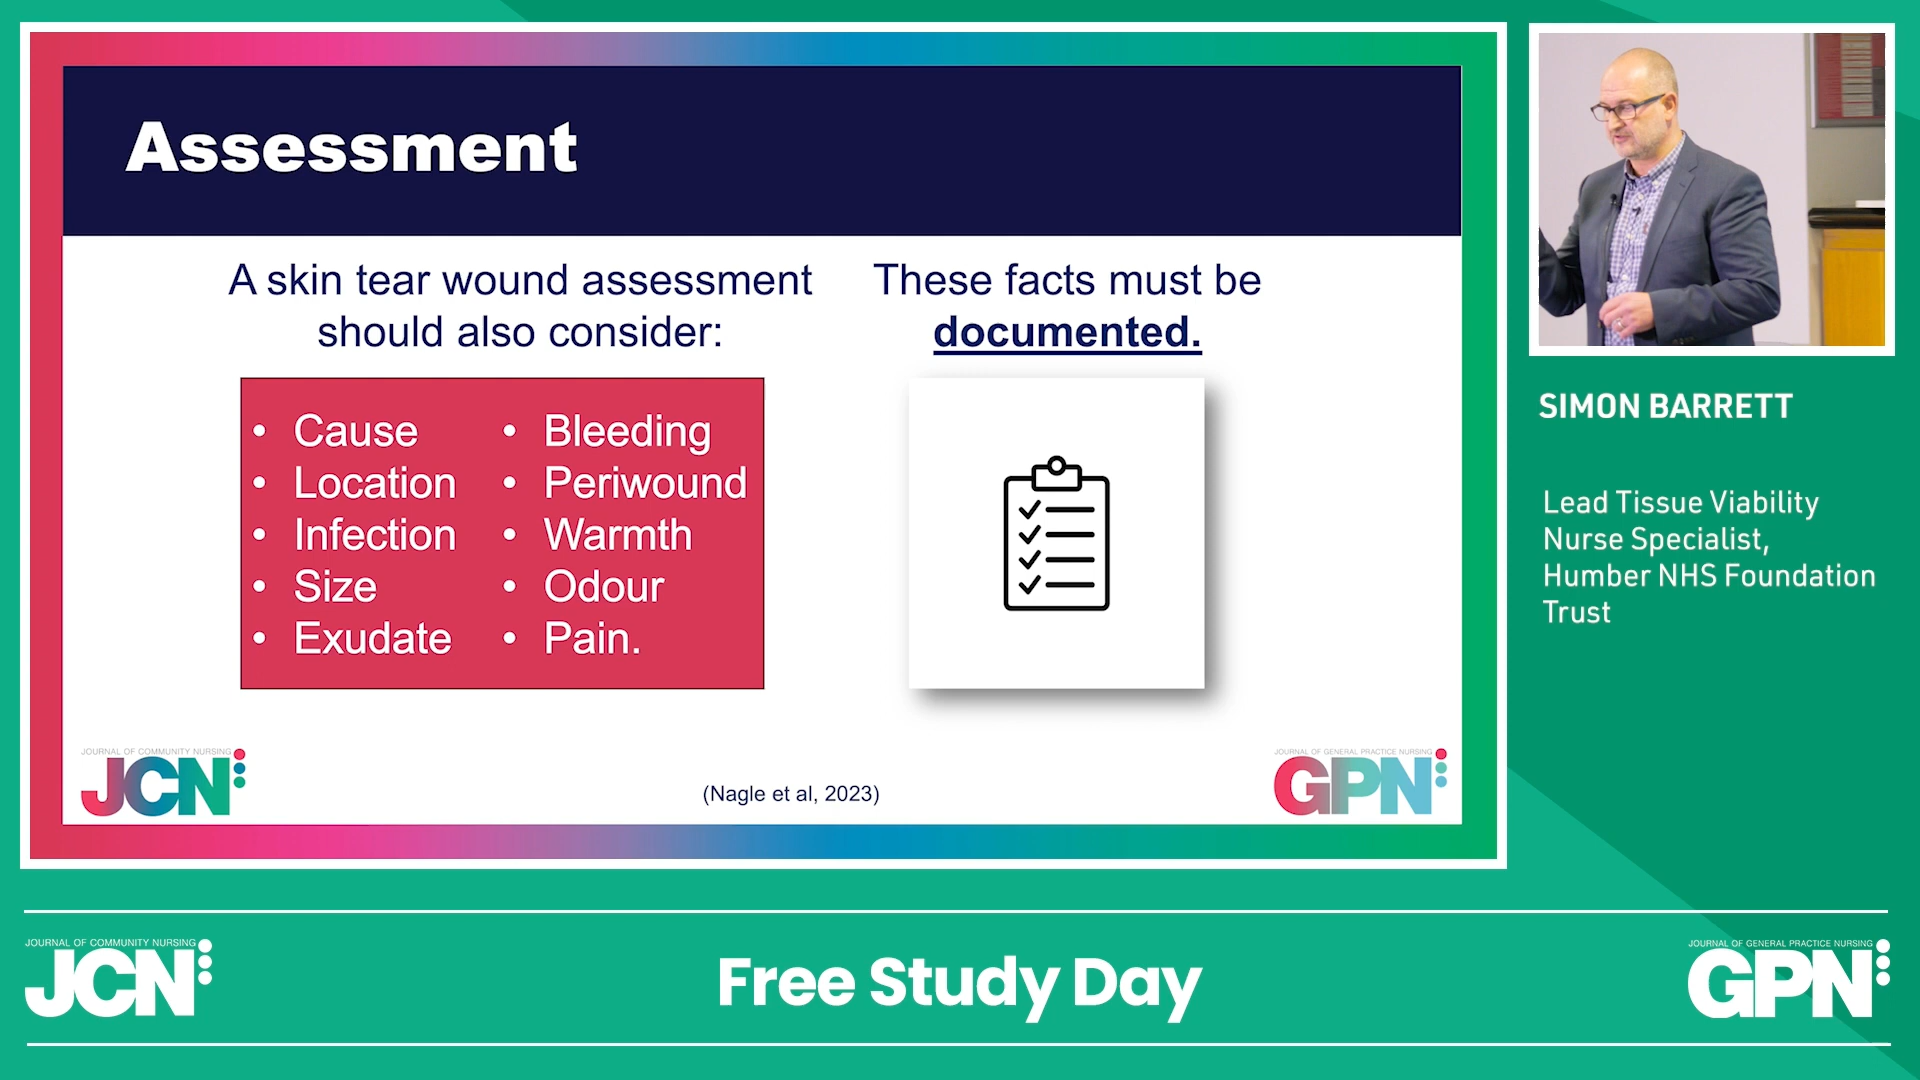 Assessment
A skin tear wound assessment
should also consider:
• Cause
• Location
• Infection
• Size
• Exudate
• Bleeding
• Periwound
• Warmth
• Odour
• Pain.
These facts must be
documented.
JOURNAL OF COMMUNITY NURSING
JCN
(Nagle et al, 2023)
JOURNAL OF GENERAL PRACTICE NURSING
GPN
SIMON BARRETT
Lead Tissue Viability
Nurse Specialist,
Humber NHS Foundation
Trust
JOURNAL OF COMMUNITY NURSING
JCN
Free Study Day
JOURNAL OF GENERAL PRACTICE NURSING
GPN